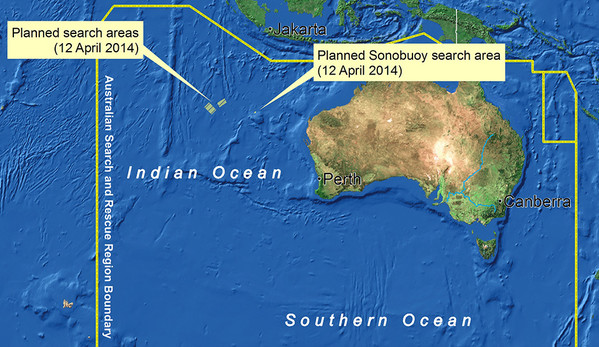 Jakarta
Planned search areas
(12 April 2014)
Planned Sonobuoy search area
(12 April 2014)
Australian Search and Rescue Region Boundary
Indian Ocean
Perth
Canberra
Southern Ocean